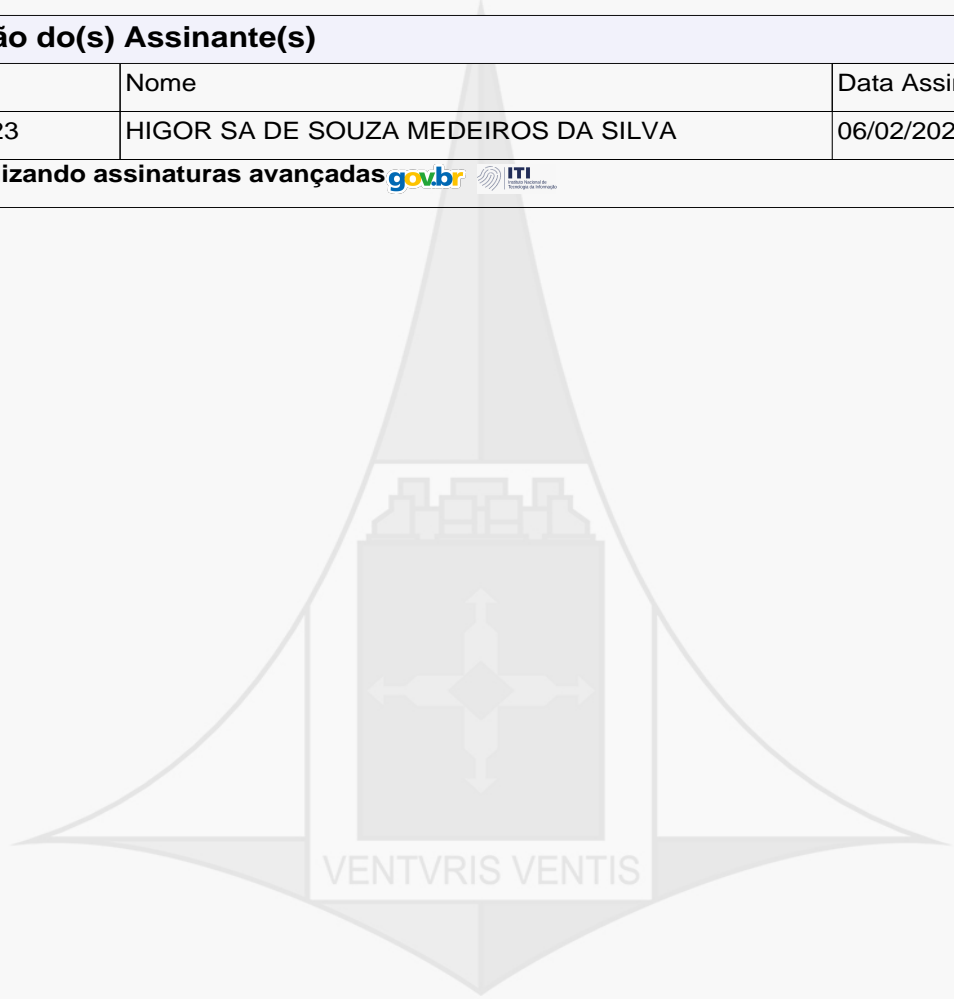 ão do(s) Assinante(s)
Nome Data Assi
23 HIGOR SA DE SOUZA MEDEIROS DA SILVA 06/02/202
izando assinaturas avançadas gov.br ITI
VENTVRIS VENTIS